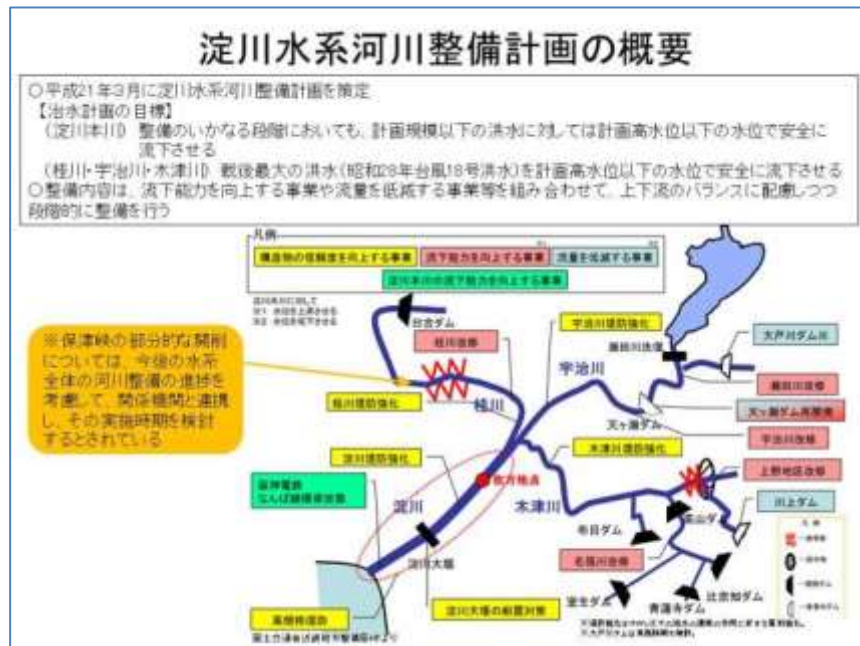 淀川水系河川整備計画の概要
○平成21年3月に淀川水系河川整備計画を策定
【治水計画の目標】
(淀川本川) 整備のいかなる段階においても、計画規模以下の洪水に対しては計画高水位以下の水位で安全に
流下させる
(桂川・宇治川・木津川) 戦後最大の洪水(昭和28年台風13号洪水)を計画高水位以下の水位で安全に流下させる
○整備内容は、流下能力を向上する事業や流量を低減する事業等を組み合わせて、上下流のバランスに配慮しつつ
段階的に整備を行う
凡例
構造物の信頼度を向上する事業
流下能力を向上する事業
流量を低減する事業
淀川本川の流下能力を向上する事業
日吉ダム
宇治川堤防強化
桂川改修
大戸川ダム
瀬田川洗堰
宇治川
※保津峡の部分的な開削
については、今後の水系
全体の河川整備の進捗を
考慮して、関係機関と連携
し、その実施時期を検討
するとされている
瀬田川改修
桂川堤防強化
桂川
天ヶ瀬ダム再開発
天ヶ瀬ダム
宇治川改修
淀川堤防強化
木津川堤防強化
枚方地点
上野地区改修
阪神電鉄
なんば線橋梁改築
淀川
木津川
川上ダム
高山ダム
布目ダム
淀川大堰
名張川改修
室生ダム
青蓮寺ダム
比奈知ダム
高規格堤防
淀川大堰の耐震対策
凡例